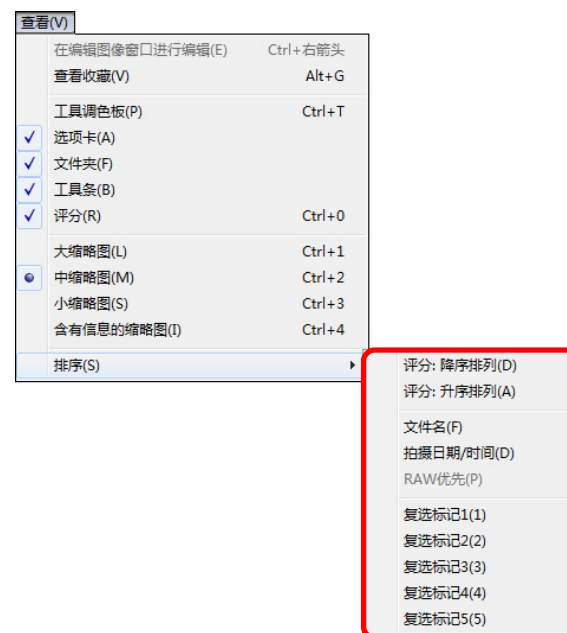 查看(V)
在编辑图像窗口进行编辑(E) Ctrl+右箭头
查看收藏(V) Alt+G
工具调色板(P) Ctrl+T
选项卡(A)
文件夹(F)
工具条(B)
评分(R) Ctrl+0
大缩略图(L) Ctrl+1
中缩略图(M) Ctrl+2
小缩略图(S) Ctrl+3
含有信息的缩略图(I) Ctrl+4
排序(S)
评分: 降序排列(D)
评分: 升序排列(A)
文件名(F)
拍摄日期/时间(D)
RAW优先(P)
复选标记1(1)
复选标记2(2)
复选标记3(3)
复选标记4(4)
复选标记5(5)